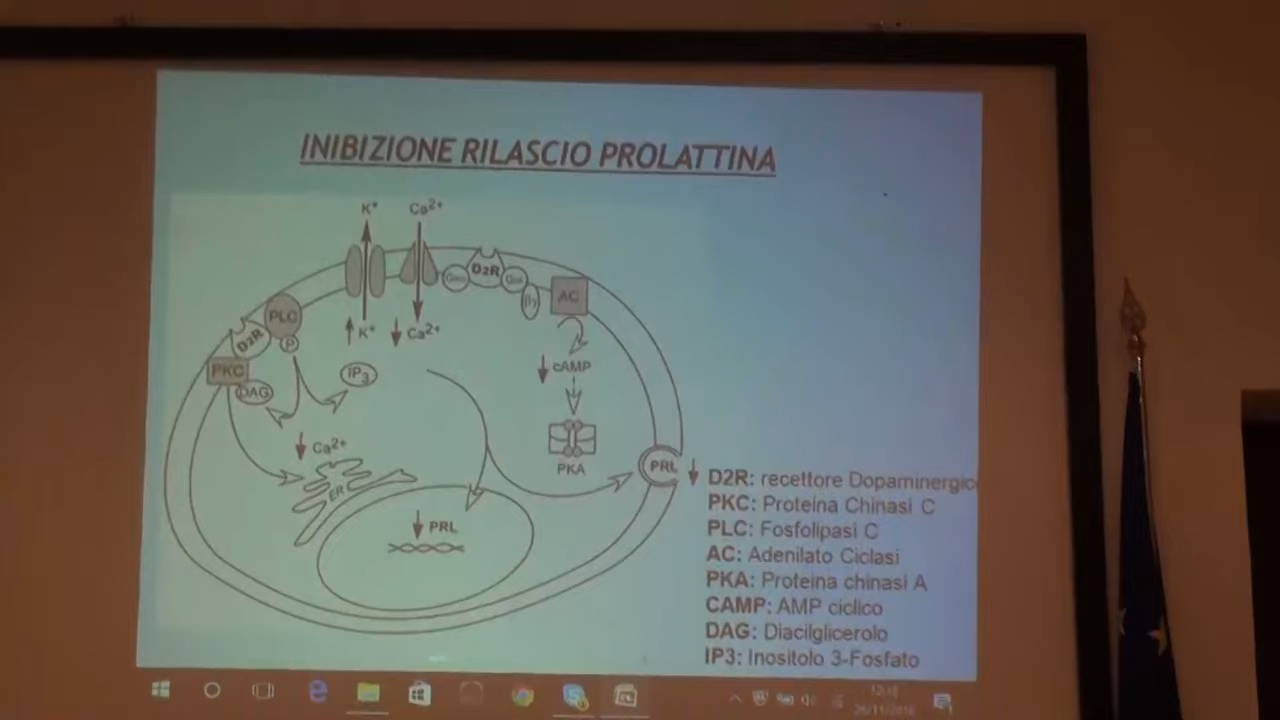 INIBIZIONE RILASCIO PROLATTINA
K⁺ Ca²⁺
D2R
AC
PLC
K⁺ Ca²⁺
D2R
P
βγ
cAMP
PKC
IP₃
DAG
Ca²⁺
PKA
PRL
ER
PRL
D2R: recettore Dopaminergico
PKC: Proteina Chinasi C
PLC: Fosfolipasi C
AC: Adenilato Ciclasi
PKA: Proteina chinasi A
CAMP: AMP ciclico
DAG: Diacilglicerolo
IP3: Inositolo 3-Fosfato